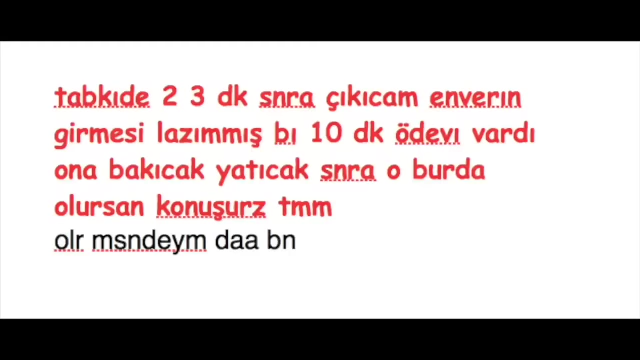 tabkıde 2 3 dk snra çıkıcam enverın
girmesi lazımmış bı 10 dk ödevı vardı
ona bakıcak yatıcak snra o burda
olursan konuşurz tmm
olr msndeym daa bn